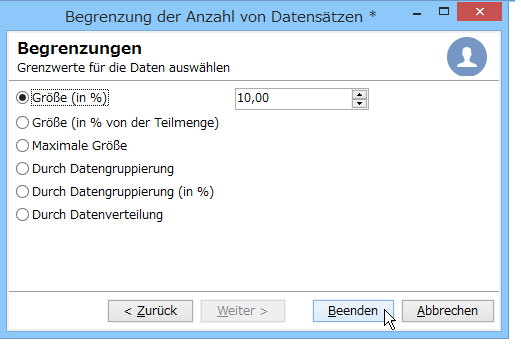 Begrenzung der Anzahl von Datensätzen *
Begrenzungen
Grenzwerte für die Daten auswählen
Größe (in %) 10,00
Größe (in % von der Teilmenge)
Maximale Größe
Durch Datengruppierung
Durch Datengruppierung (in %)
Durch Datenverteilung
< Zurück Weiter > Beenden Abbrechen